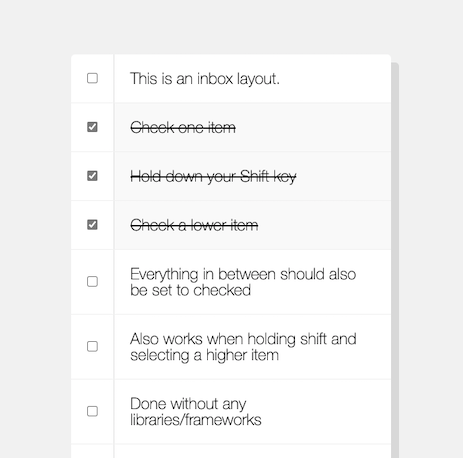 This is an inbox layout.
Check one item
Hold down your Shift key
Check a lower item
Everything in between should also
be set to checked
Also works when holding shift and
selecting a higher item
Done without any
libraries/frameworks